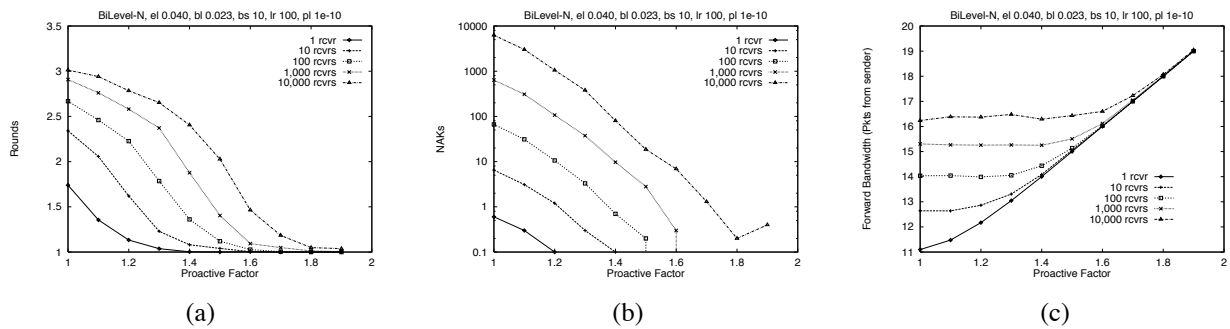 BiLevel-N, el 0.040, bl 0.023, bs 10, lr 100, pl 1e-10
3.5
3
2.5
2
1.5
1
1 1.2 1.4 1.6 1.8 2
Rounds
Proactive Factor
1 rcvr
10 rcvrs
100 rcvrs
1,000 rcvrs
10,000 rcvrs
(a)
BiLevel-N, el 0.040, bl 0.023, bs 10, lr 100, pl 1e-10
10000
1000
100
10
1
0.1
1 1.2 1.4 1.6 1.8 2
NAKs
Proactive Factor
1 rcvr
10 rcvrs
100 rcvrs
1,000 rcvrs
10,000 rcvrs
(b)
BiLevel-N, el 0.040, bl 0.023, bs 10, lr 100, pl 1e-10
20
19
18
17
16
15
14
13
12
11
1 1.2 1.4 1.6 1.8 2
Forward Bandwidth (Pkts from sender)
Proactive Factor
1 rcvr
10 rcvrs
100 rcvrs
1,000 rcvrs
10,000 rcvrs
(c)